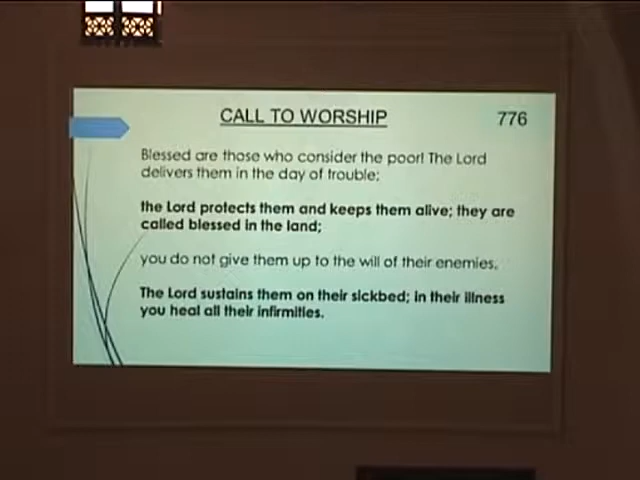 CALL TO WORSHIP
776
Blessed are those who consider the poor! The Lord
delivers them in the day of trouble;
the Lord protects them and keeps them alive; they are
called blessed in the land;
you do not give them up to the will of their enemies.
The Lord sustains them on their sickbed; in their illness
you heal all their infirmities.